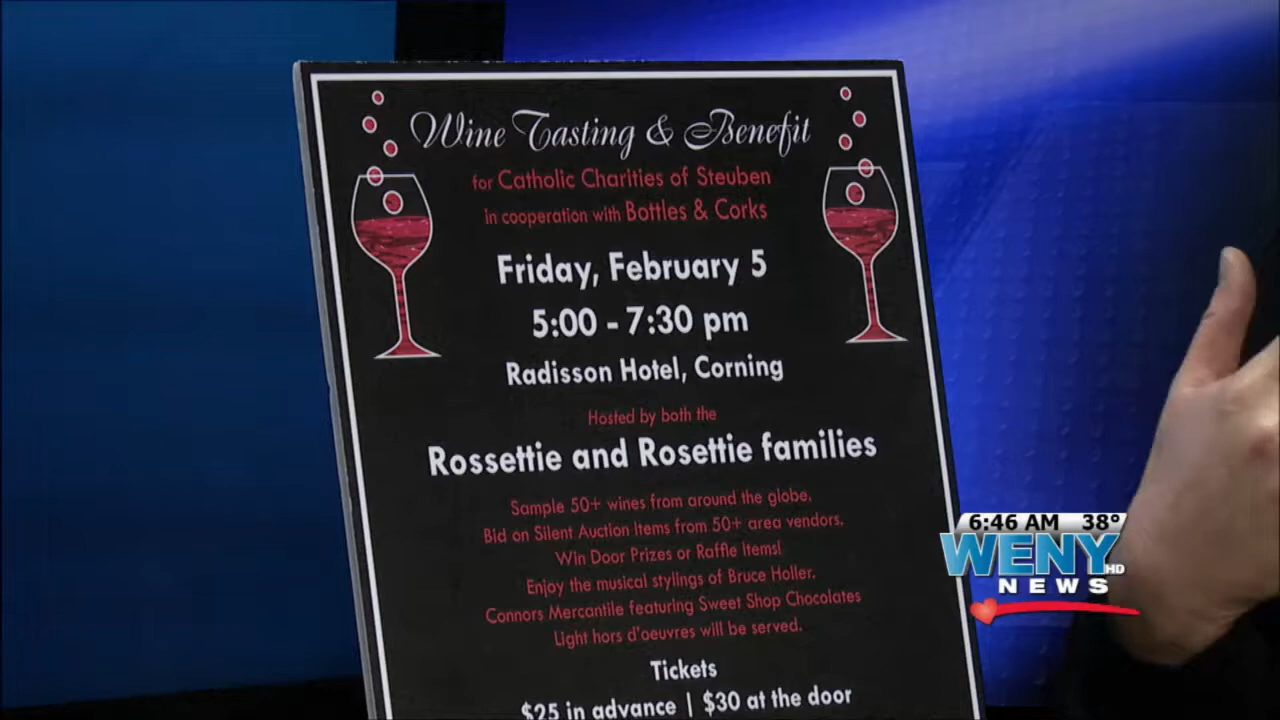 Wine Tasting & Benefit
for Catholic Charities of Steuben
in cooperation with Bottles & Corks
Friday, February 5
5:00 - 7:30 pm
Radisson Hotel, Corning
Hosted by both the
Rossettie and Rosettie families
Sample 50+ wines from around the globe.
Bid on Silent Auction Items from 50+ area vendors.
Win Door Prizes or Raffle Items!
Enjoy the musical stylings of Bruce Holler.
Connors Mercantile featuring Sweet Shop Chocolates
Light hors d'oeuvres will be served.
Tickets
$25 in advance | $30 at the door
6:46 AM 38°
WENY HD
NEWS